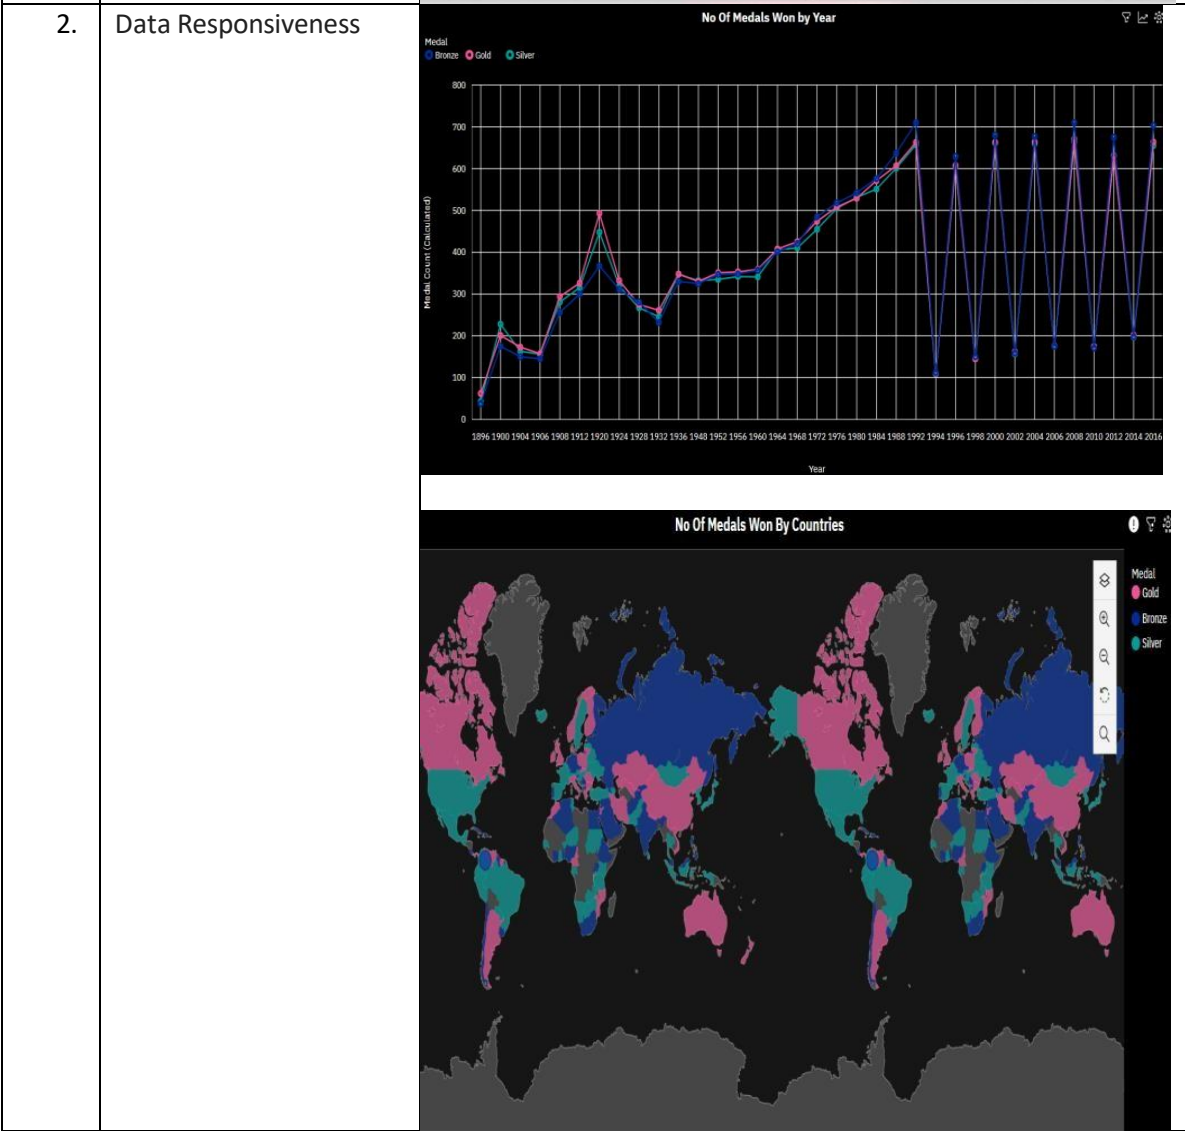 2. Data Responsiveness
No Of Medals Won by Year
Medal
Bronze Gold Silver
800
700
600
500
400
300
200
100
0
Medal Count (Calculated)
1896 1900 1904 1906 1908 1912 1920 1924 1928 1932 1936 1948 1952 1956 1960 1964 1968 1972 1976 1980 1984 1988 1992 1994 1996 1998 2000 2002 2004 2006 2008 2010 2012 2014 2016
Year
No Of Medals Won By Countries
Medal
Gold
Bronze
Silver